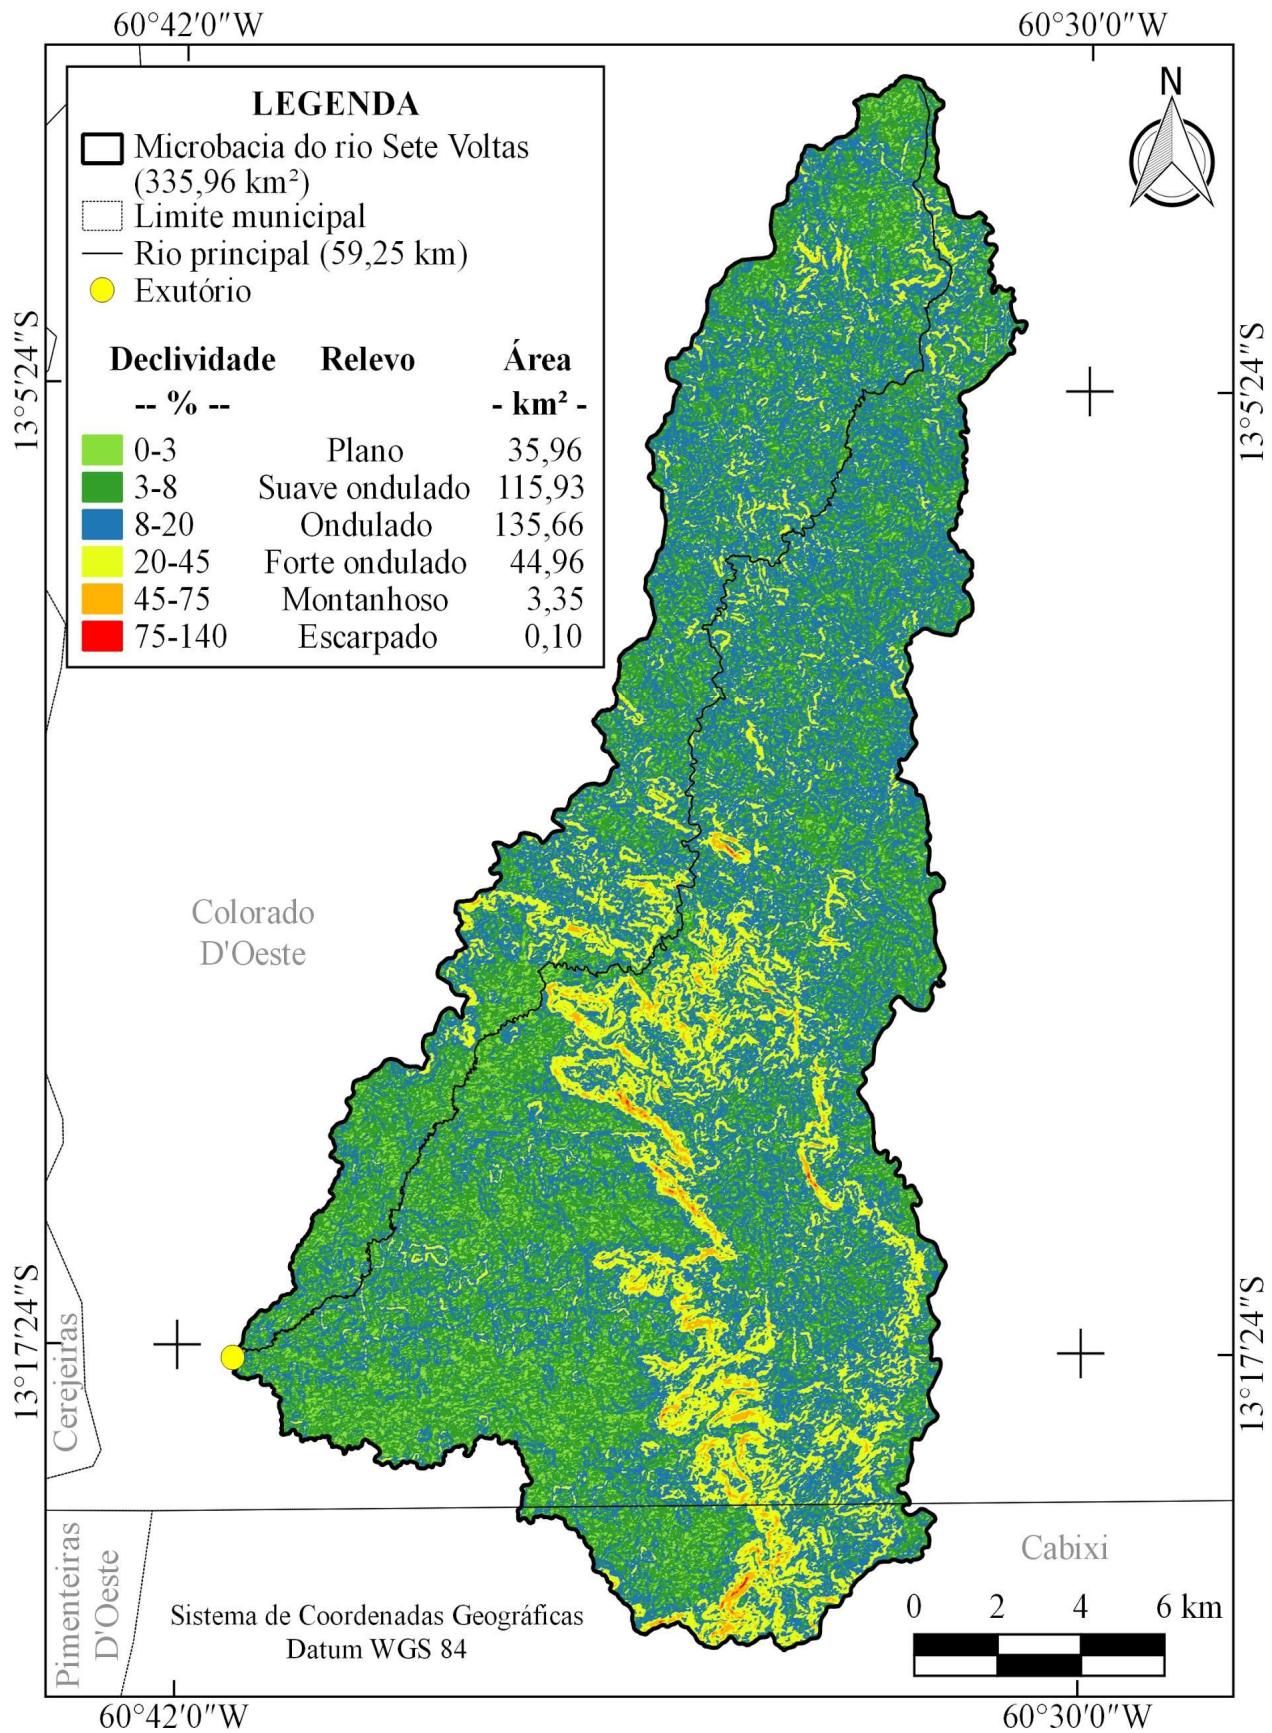 60°42'0"W 60°30'0"W
N
LEGENDA
Microbacia do rio Sete Voltas
(335,96 km²)
Limite municipal
Rio principal (59,25 km)
Exutório
Declividade Relevo Área
-- % -- - km² -
0-3 Plano 35,96
3-8 Suave ondulado 115,93
8-20 Ondulado 135,66
20-45 Forte ondulado 44,96
45-75 Montanhoso 3,35
75-140 Escarpado 0,10
13°5'24"S
13°5'24"S
Colorado
D'Oeste
13°17'24"S
13°17'24"S
Cerejeiras
Pimenteiras
D'Oeste
Cabixi
Sistema de Coordenadas Geográficas
Datum WGS 84
0 2 4 6 km
60°42'0"W 60°30'0"W